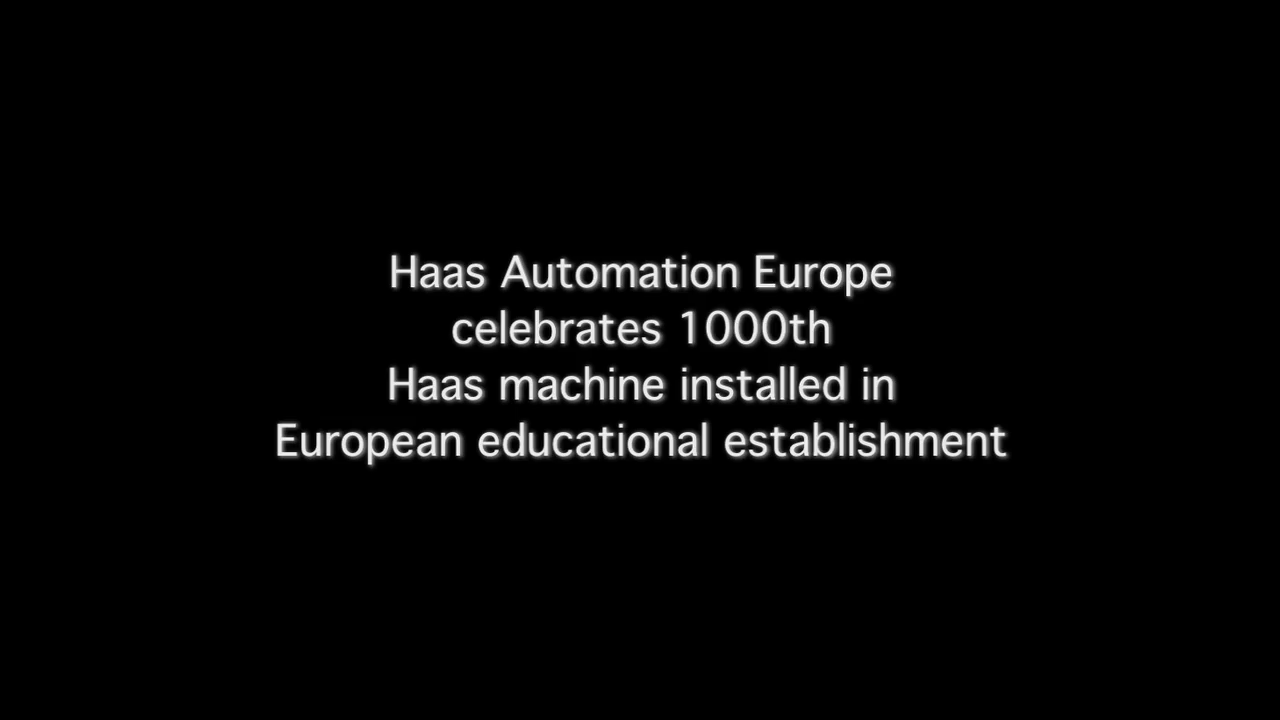 Haas Automation Europe
celebrates 1000th
Haas machine installed in
European educational establishment